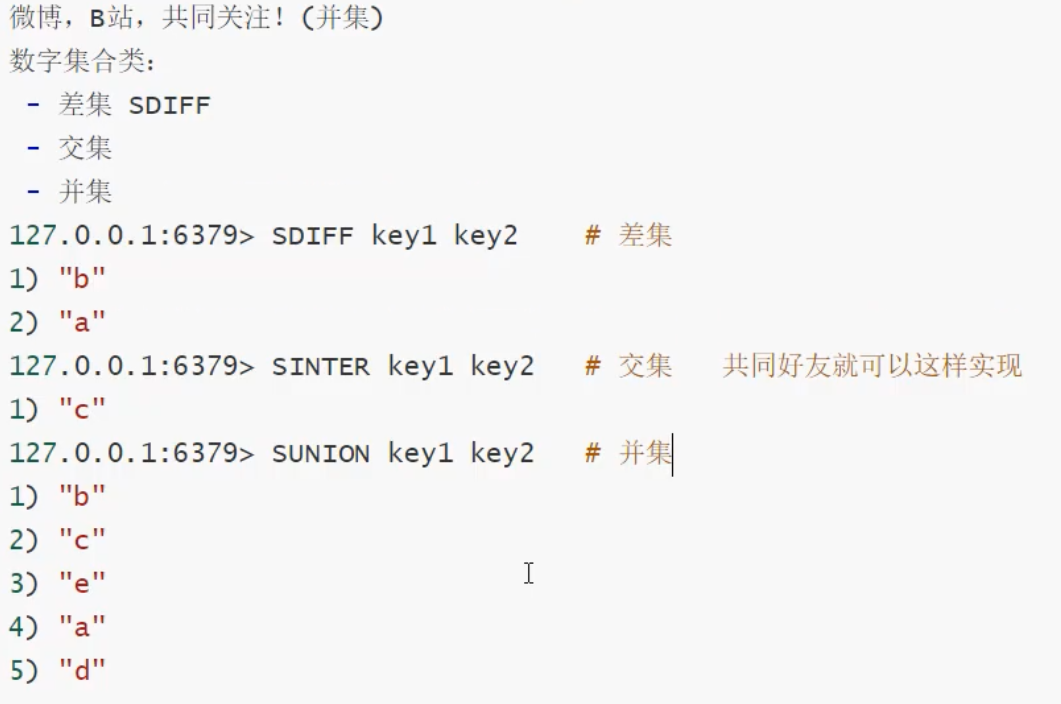 微博，B站，共同关注！(并集)
数字集合类：
- 差集 SDIFF
- 交集
- 并集
127.0.0.1:6379> SDIFF key1 key2 # 差集
1) "b"
2) "a"
127.0.0.1:6379> SINTER key1 key2 # 交集 共同好友就可以这样实现
1) "c"
127.0.0.1:6379> SUNION key1 key2 # 并集
1) "b"
2) "c"
3) "e"
4) "a"
5) "d"